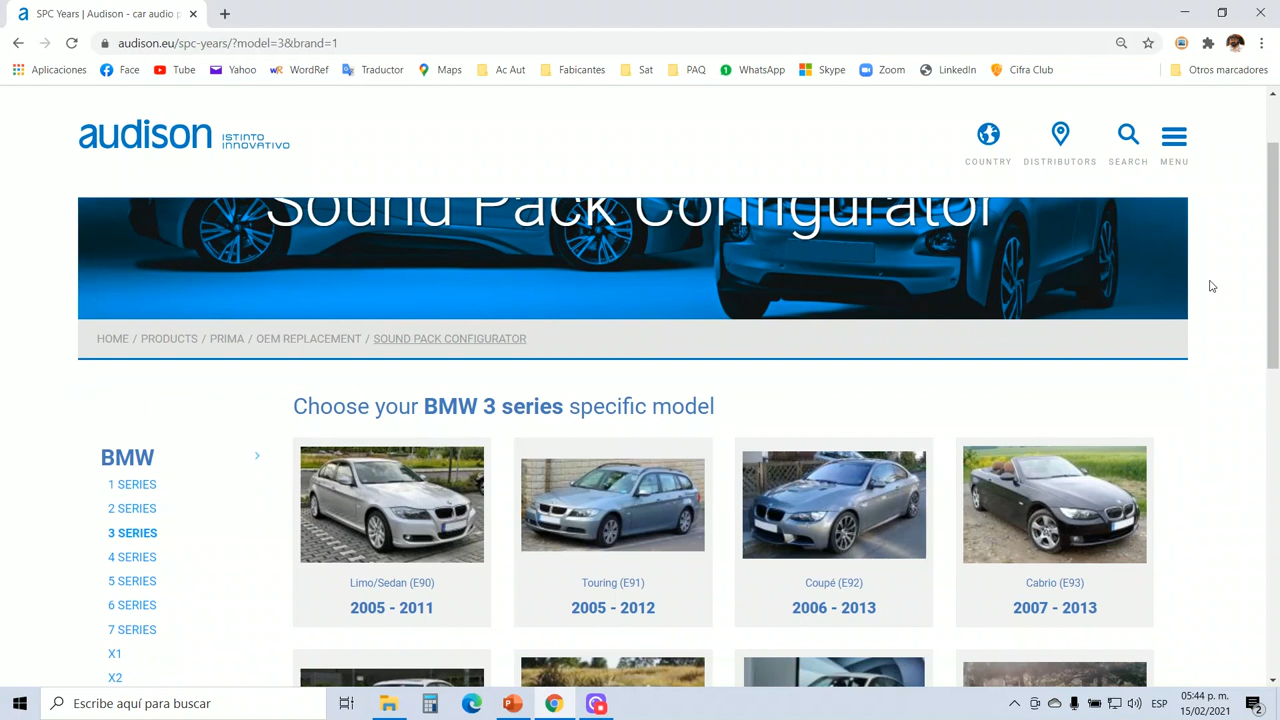 SPC Years | Audison - car audio p
audison.eu/spc-years/?model=3&brand=1
Aplicaciones Face Tube Yahoo WordRef Traductor Maps Ac Aut Fabicantes Sat PAQ WhatsApp Skype Zoom LinkedIn Cifra Club Otros marcadores
audison ISTINTO INNOVATIVO
COUNTRY DISTRIBUTORS SEARCH MENU
Sound Pack Configurator
HOME / PRODUCTS / PRIMA / OEM REPLACEMENT / SOUND PACK CONFIGURATOR
Choose your BMW 3 series specific model
BMW
1 SERIES
2 SERIES
3 SERIES
4 SERIES
5 SERIES
6 SERIES
7 SERIES
X1
X2
Limo/Sedan (E90)
2005 - 2011
Touring (E91)
2005 - 2012
Coupé (E92)
2006 - 2013
Cabrio (E93)
2007 - 2013
Escribe aquí para buscar
ESP
05:44 p. m.
15/02/2021
2